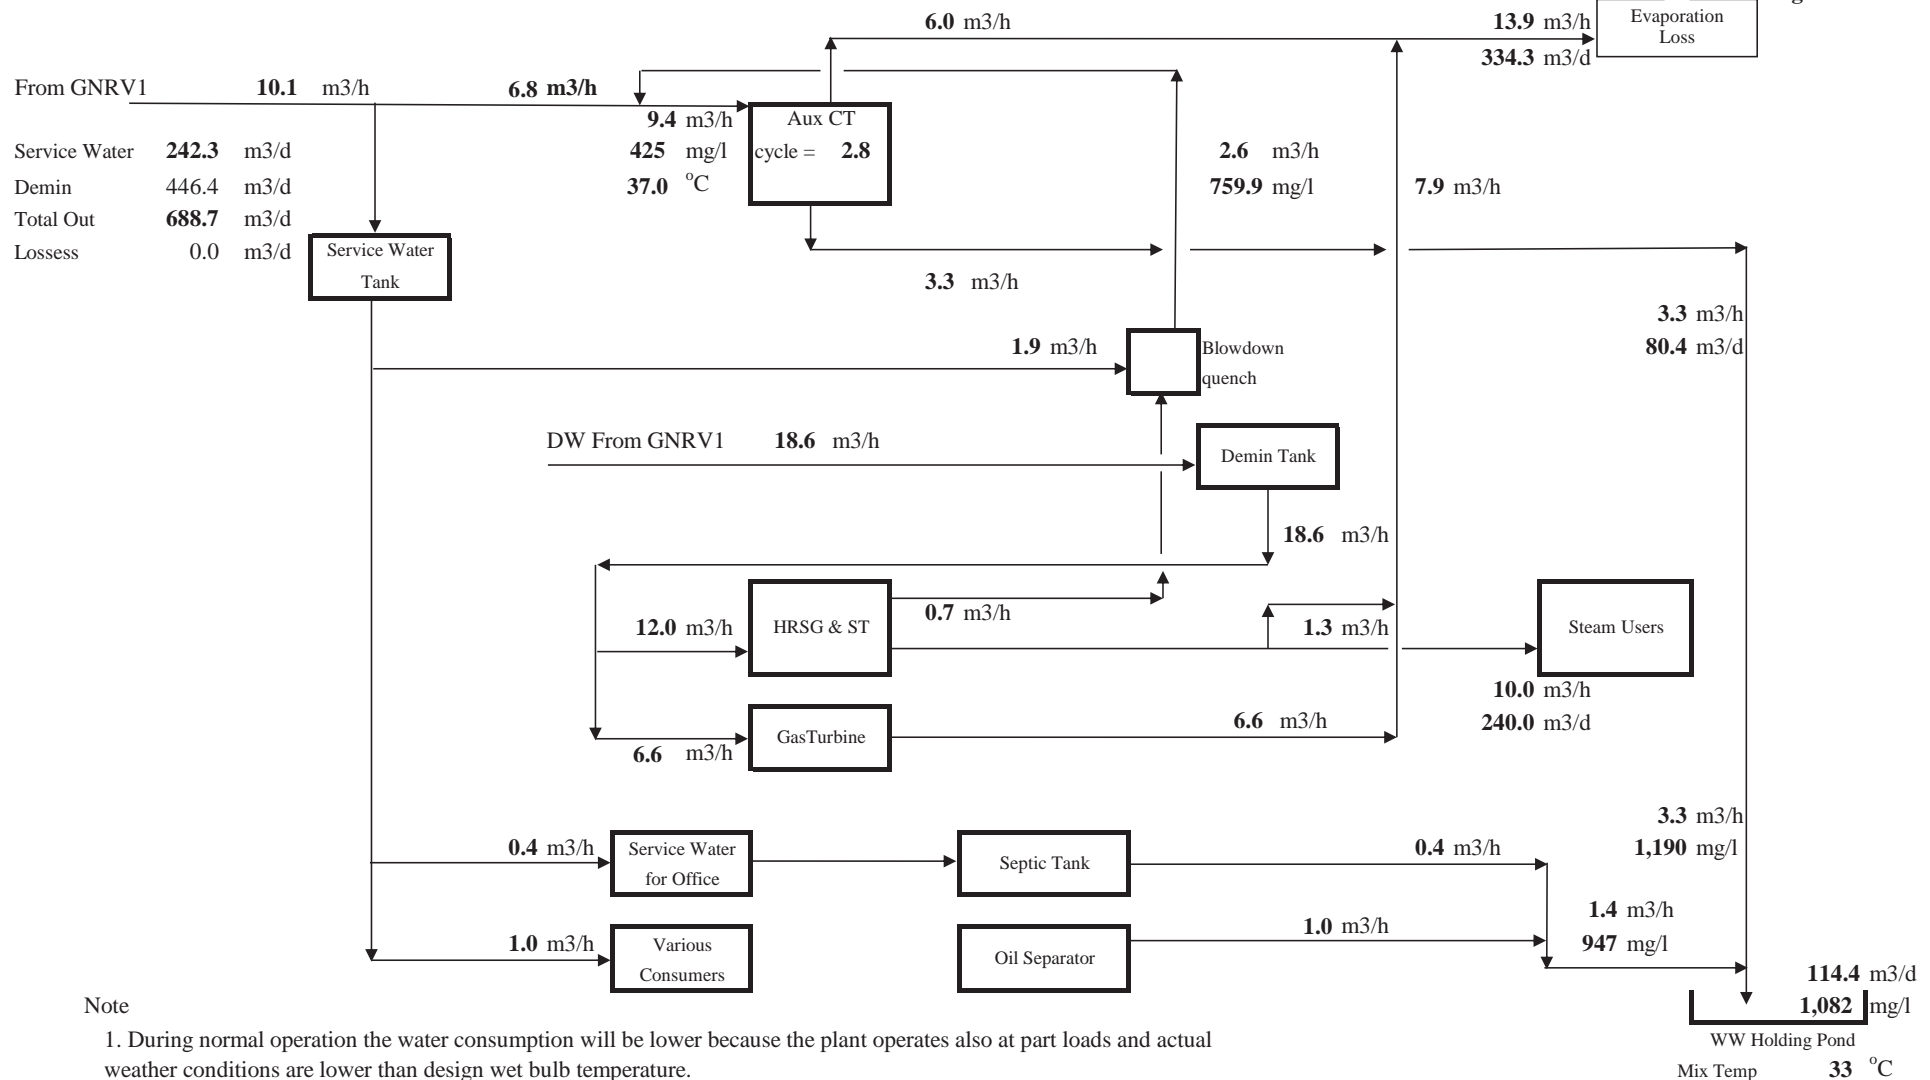 6.0 m3/h
13.9 m3/h
334.3 m3/d
Evaporation
Loss
From GNRV1 10.1 m3/h 6.8 m3/h
9.4 m3/h
425 mg/l
37.0 oC
Aux CT
cycle = 2.8
Service Water 242.3 m3/d
Demin 446.4 m3/d
Total Out 688.7 m3/d
Lossess 0.0 m3/d
2.6 m3/h
759.9 mg/l
7.9 m3/h
Service Water
Tank
3.3 m3/h
3.3 m3/h
80.4 m3/d
1.9 m3/h
Blowdown
quench
DW From GNRV1 18.6 m3/h
Demin Tank
18.6 m3/h
12.0 m3/h
HRSG & ST
0.7 m3/h
1.3 m3/h
Steam Users
10.0 m3/h
240.0 m3/d
6.6 m3/h
GasTurbine
6.6 m3/h
3.3 m3/h
1,190 mg/l
0.4 m3/h
Service Water
for Office
Septic Tank
0.4 m3/h
1.4 m3/h
947 mg/l
1.0 m3/h
Various
Consumers
Oil Separator
1.0 m3/h
114.4 m3/d
1,082 mg/l
WW Holding Pond
Mix Temp 33 oC
Note
1. During normal operation the water consumption will be lower because the plant operates also at part loads and actual
weather conditions are lower than design wet bulb temperature.